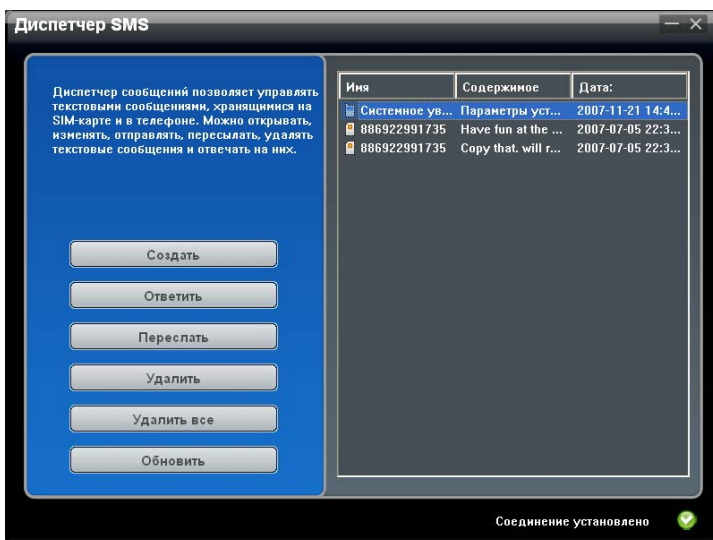 Диспетчер SMS
Диспетчер сообщений позволяет управлять
текстовыми сообщениями, хранящимися на
SIM-карте и в телефоне. Можно открывать,
изменять, отправлять, пересылать, удалять
текстовые сообщения и отвечать на них.
Создать
Ответить
Переслать
Удалить
Удалить все
Обновить
Имя Содержимое Дата:
Системное ув... Параметры уст... 2007-11-21 14:4...
886922991735 Have fun at the ... 2007-07-05 22:3...
886922991735 Copy that. will r... 2007-07-05 22:3...
Соединение установлено